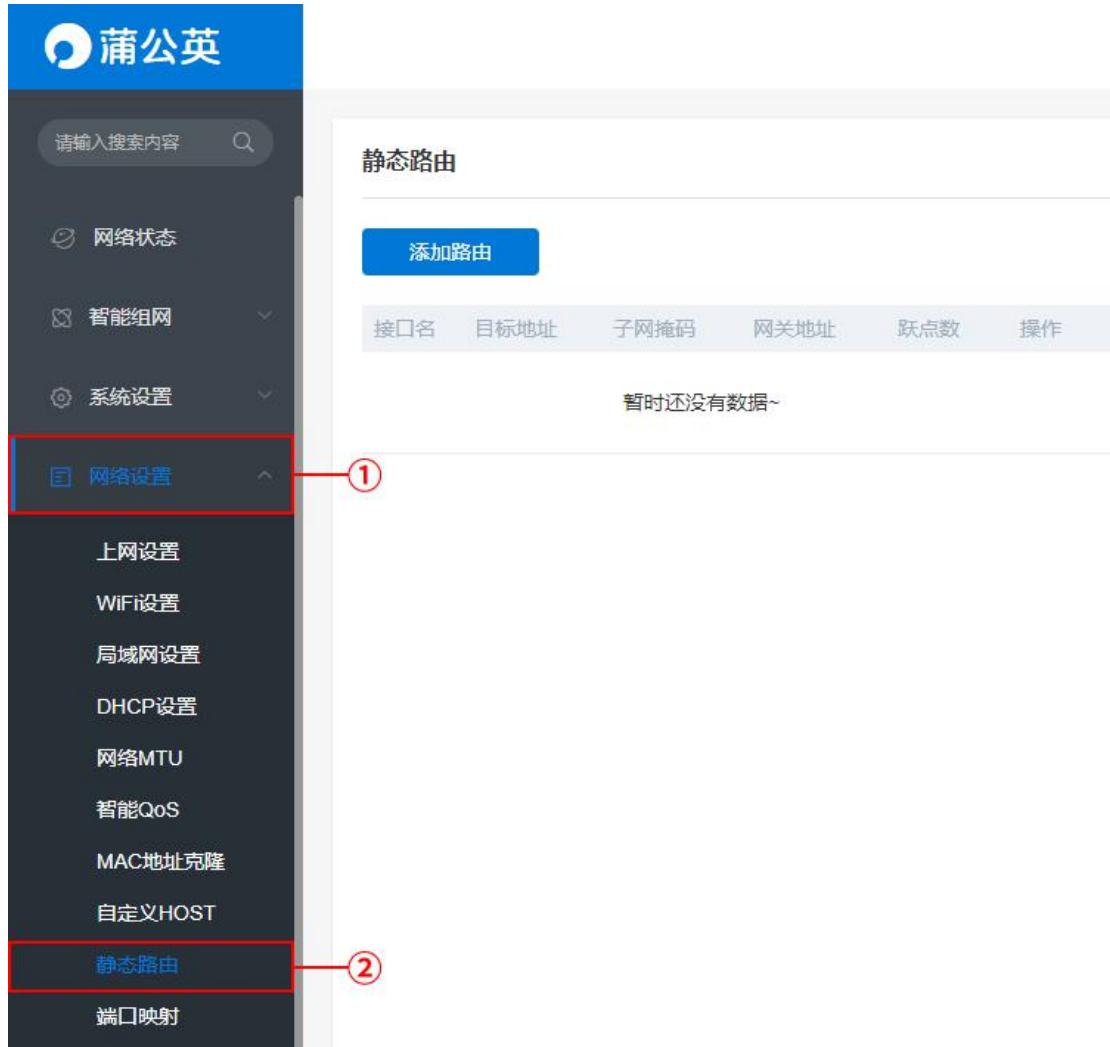 蒲公英
请输入搜索内容
网络状态
智能组网
系统设置
网络设置
①
上网设置
WiFi设置
局域网设置
DHCP设置
网络MTU
智能QoS
MAC地址克隆
自定义HOST
静态路由
②
端口映射
静态路由
添加路由
接口名 目标地址 子网掩码 网关地址 跃点数 操作
暂时还没有数据~